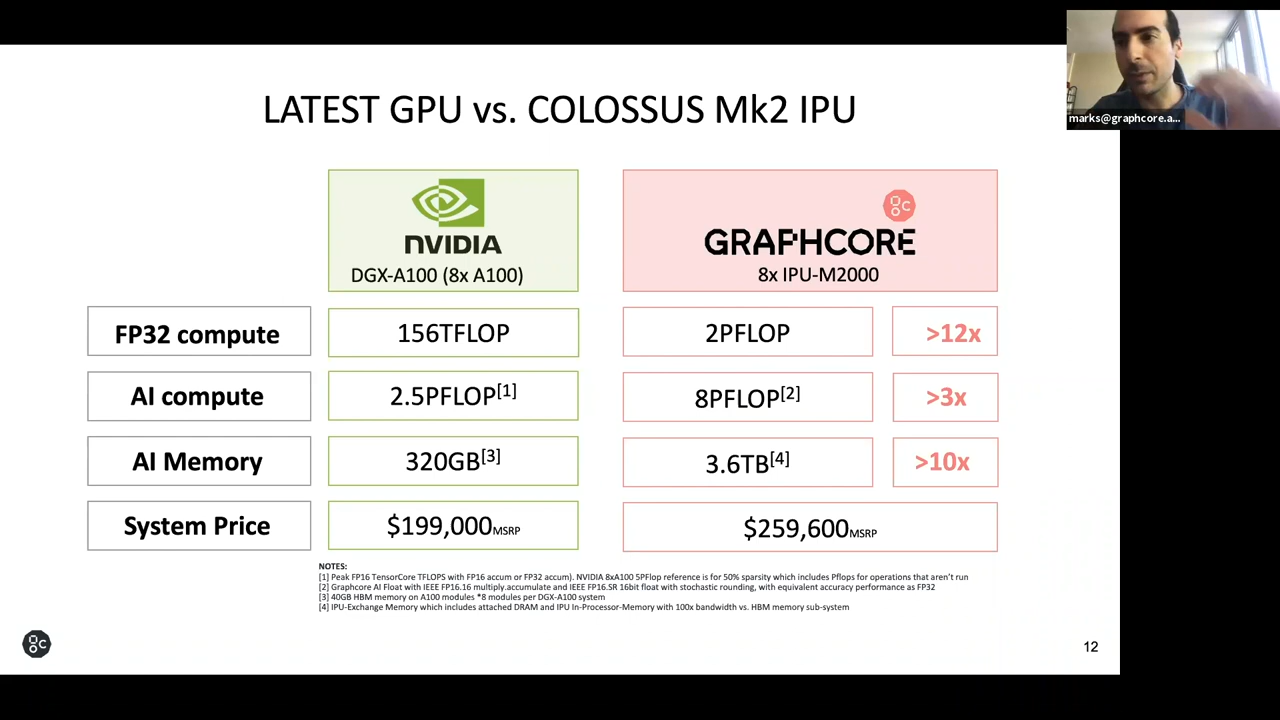 marks@graphcore.a...
LATEST GPU vs. COLOSSUS Mk2 IPU
NVIDIA
DGX-A100 (8x A100)
GRAPHCORE
8x IPU-M2000
FP32 compute
156TFLOP
2PFLOP
>12x
AI compute
2.5PFLOP[1]
8PFLOP[2]
>3x
AI Memory
320GB[3]
3.6TB[4]
>10x
System Price
$199,000MSRP
$259,600MSRP
NOTES:
[1] Peak FP16 TensorCore TFLOPS with FP16 accum or FP32 accum). NVIDIA 8xA100 5PFlop reference is for 50% sparsity which includes Pflops for operations that aren't run
[2] Graphcore AI Float with IEEE FP16.16 multiply.accumulate and IEEE FP16.SR 16bit float with stochastic rounding, with equivalent accuracy performance as FP32
[3] 40GB HBM memory on A100 modules *8 modules per DGX-A100 system
[4] IPU-Exchange Memory which includes attached DRAM and IPU In-Processor-Memory with 100x bandwidth vs. HBM memory sub-system
gc
12